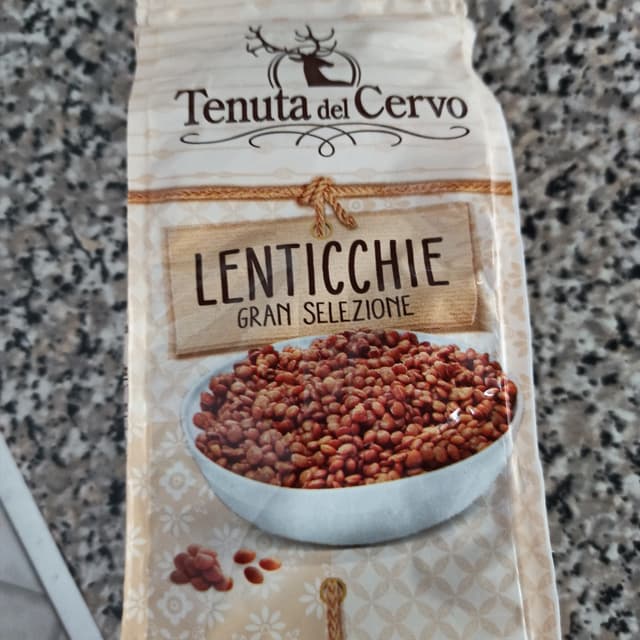 Tenuta del Cervo
LENTICCHIE
GRAN SELEZIONE